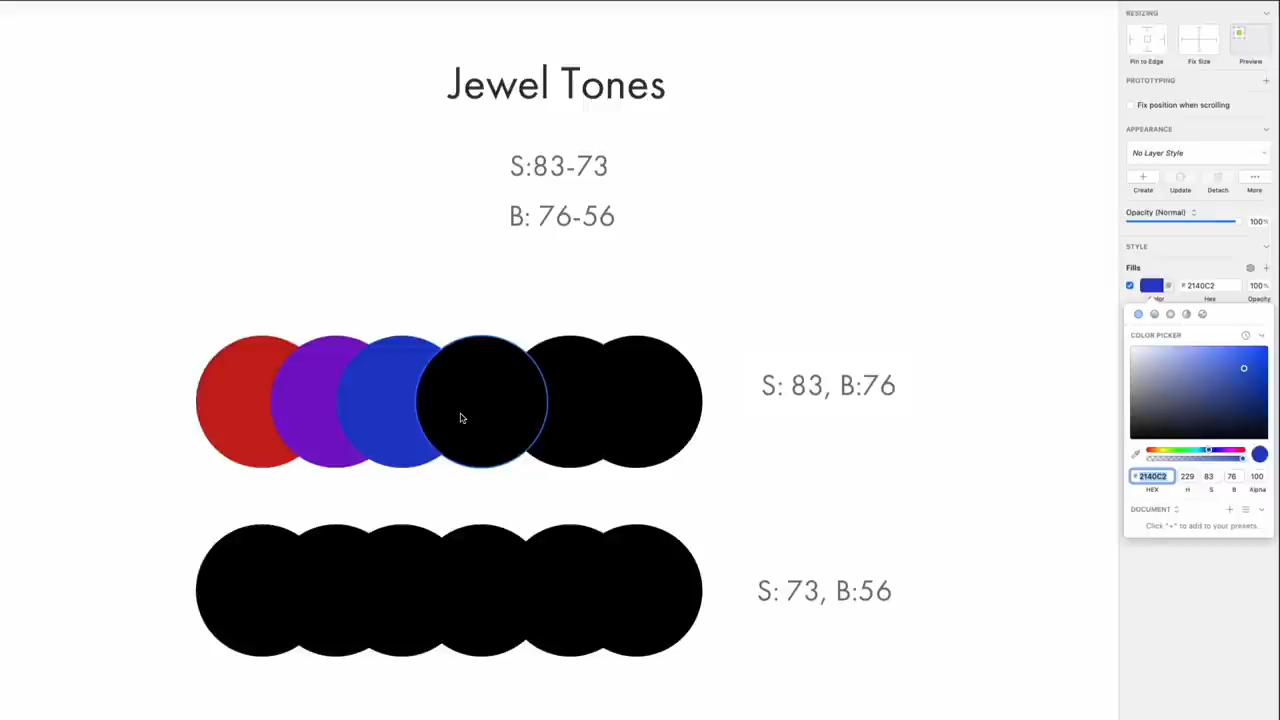 Jewel Tones
S:83-73
B: 76-56
S: 83, B:76
S: 73, B:56
RESIZING
Pin to Edge Fix Size Preview
PROTOTYPING
Fix position when scrolling
APPEARANCE
No Layer Style
Create Update Detach More
Opacity (Normal) 100%
STYLE
Fills
# 2140C2 100%
Hex Opacity
COLOR PICKER
# 2140C2 229 83 76 100
HEX H S B Alpha
DOCUMENT
Click "+" to add to your presets.